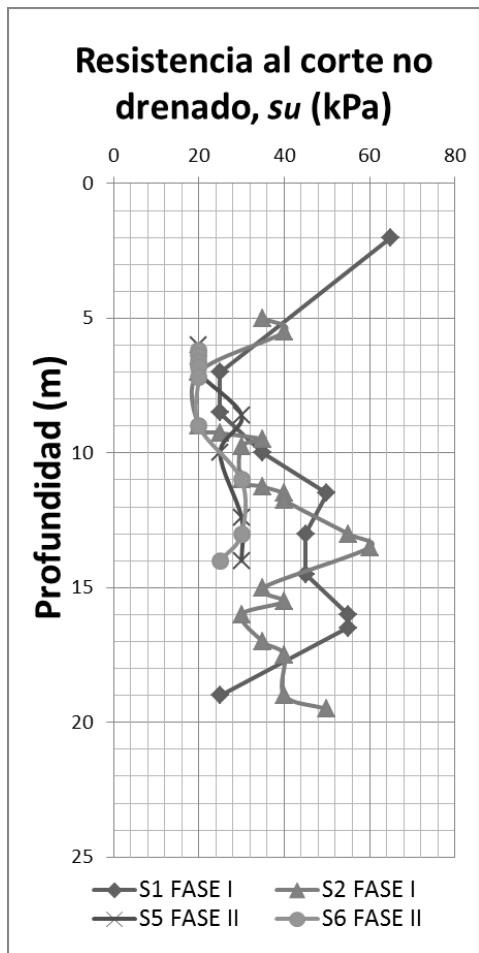 Resistencia al corte no
drenado, su (kPa)
0 20 40 60 80
0
5
10
15
20
25
Profundidad (m)
S1 FASE I S2 FASE I
S5 FASE II S6 FASE II